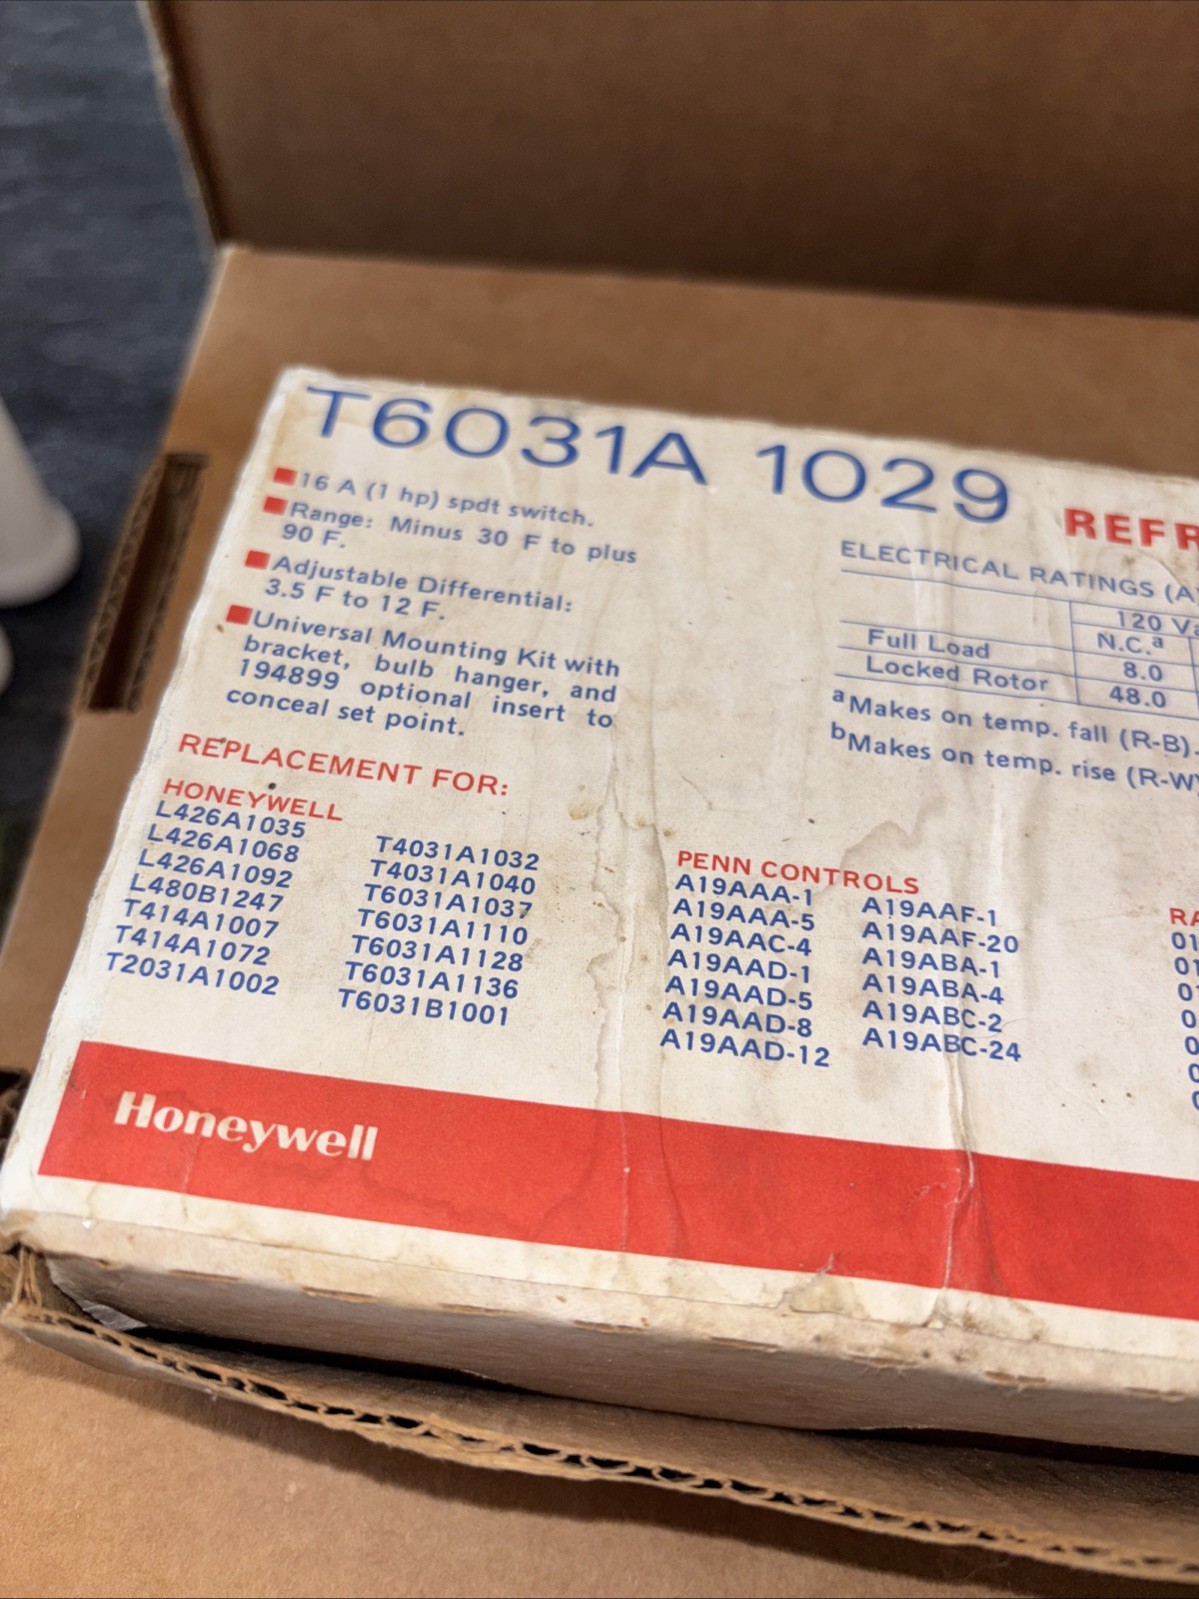 T6031A 1029
16 A (1 hp) spdt switch.
Range: Minus 30 F to plus
90 F.
Adjustable Differential:
3.5 F to 12 F.
Universal Mounting Kit with
bracket, bulb hanger, and
194899 optional insert to
conceal set point.
ELECTRICAL RATINGS
120
N.C.a
Full Load 8.0
Locked Rotor 48.0
a Makes on temp. fall (R-B).
b Makes on temp. rise (R-W)
REPLACEMENT FOR:
HONEYWELL
L426A1035
L426A1068
L426A1092
L480B1247
T414A1007
T414A1072
T2031A1002
T4031A1032
T4031A1040
T6031A1037
T6031A1110
T6031A1128
T6031A1136
T6031B1001
PENN CONTROLS
A19AAA-1
A19AAA-5
A19AAC-4
A19AAD-1
A19AAD-5
A19AAD-8
A19AAD-12
A19AAF-1
A19AAF-20
A19ABA-1
A19ABA-4
A19ABC-2
A19ABC-24
Honeywell